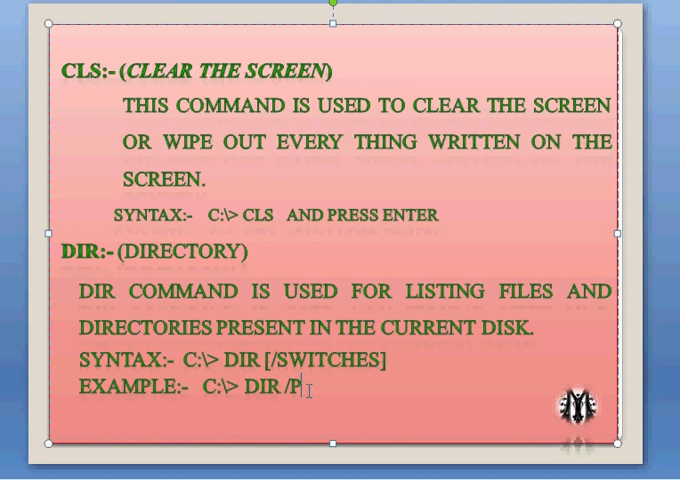 CLS:- (CLEAR THE SCREEN)
THIS COMMAND IS USED TO CLEAR THE SCREEN
OR WIPE OUT EVERY THING WRITTEN ON THE
SCREEN.
SYNTAX:- C:\> CLS AND PRESS ENTER
DIR:- (DIRECTORY)
DIR COMMAND IS USED FOR LISTING FILES AND
DIRECTORIES PRESENT IN THE CURRENT DISK.
SYNTAX:- C:\> DIR [/SWITCHES]
EXAMPLE:- C:\> DIR /P